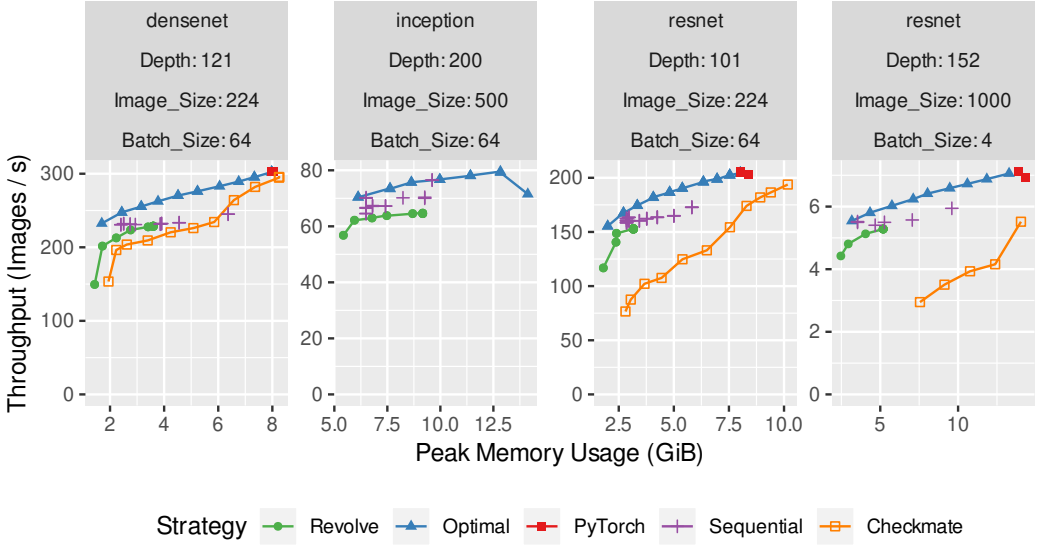 densenet
Depth: 121
Image_Size: 224
Batch_Size: 64
inception
Depth: 200
Image_Size: 500
Batch_Size: 64
resnet
Depth: 101
Image_Size: 224
Batch_Size: 64
resnet
Depth: 152
Image_Size: 1000
Batch_Size: 4
Throughput (Images / s)
300
200
100
0
2 4 6 8
80
60
40
20
0
5.0 7.5 10.0 12.5
200
150
100
50
0
2.5 5.0 7.5 10.0
6
4
2
0
5 10
Peak Memory Usage (GiB)
Strategy Revolve Optimal PyTorch Sequential Checkmate